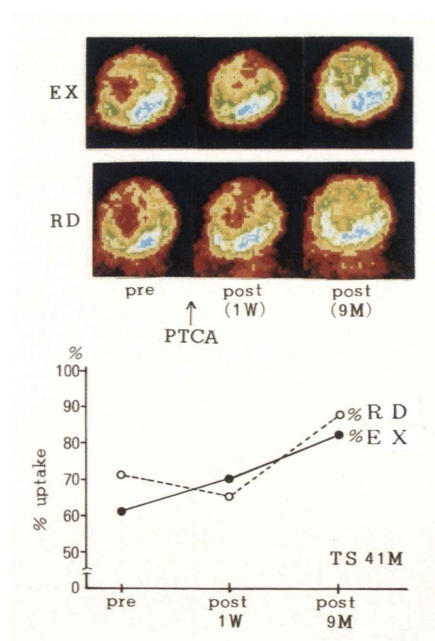 EX
RD
pre post post
(1W) (9M)
↑
PTCA
%
100
90
%RD
%EX
80
70
60
50
0
% uptake
TS 41M
pre post post
1W 9M